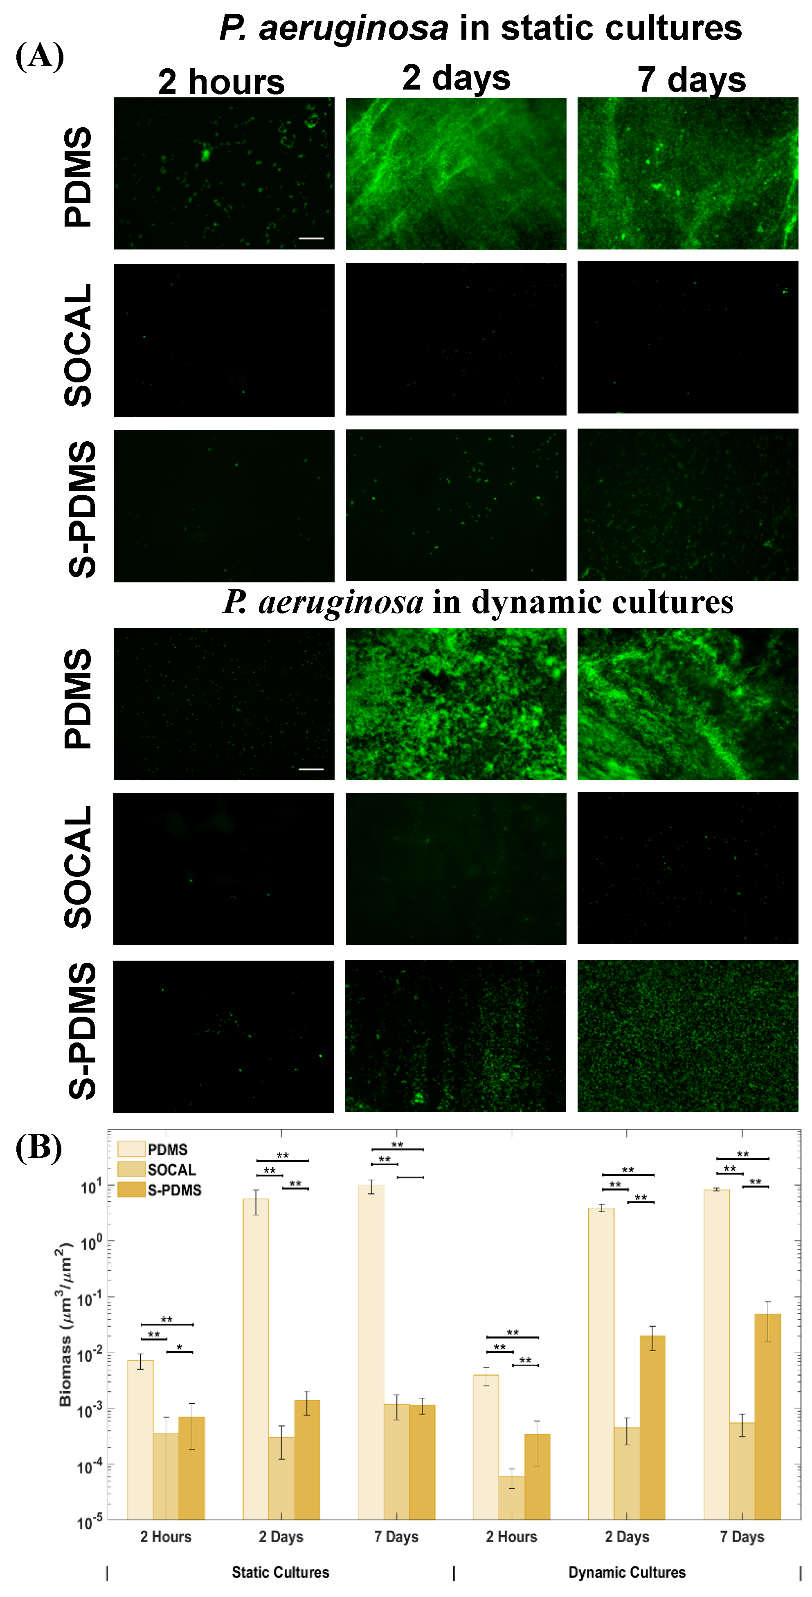 P. aeruginosa in static cultures
(A)
2 hours 2 days 7 days
PDMS
SOCAL
S-PDMS
P. aeruginosa in dynamic cultures
PDMS
SOCAL
S-PDMS
(B)
PDMS
SOCAL
S-PDMS
** ** *
** ** **
** **
** ** **
** ** **
** ** **
Biomass (μm³/μm²)
10¹
10⁰
10⁻¹
10⁻²
10⁻³
10⁻⁴
10⁻⁵
2 Hours 2 Days 7 Days 2 Hours 2 Days 7 Days
| Static Cultures | Dynamic Cultures |